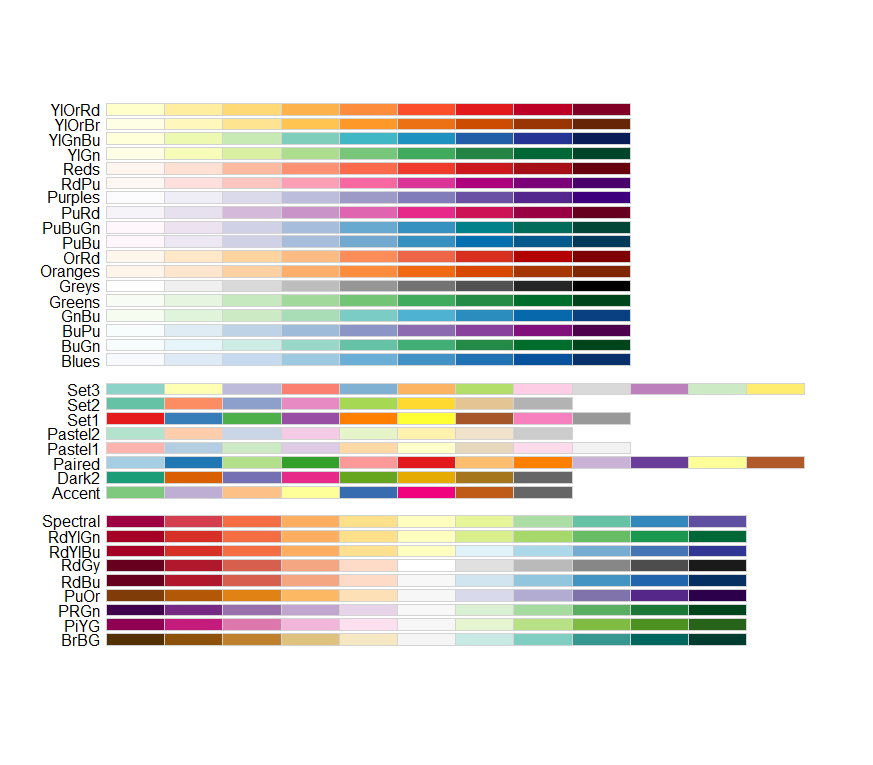 YlOrRd
YlOrBr
YlGnBu
YlGn
Reds
RdPu
Purples
PuRd
PuBuGn
PuBu
OrRd
Oranges
Greys
Greens
GnBu
BuPu
BuGn
Blues
Set3
Set2
Set1
Pastel2
Pastel1
Paired
Dark2
Accent
Spectral
RdYlGn
RdYlBu
RdGy
RdBu
PuOr
PRGn
PiYG
BrBG